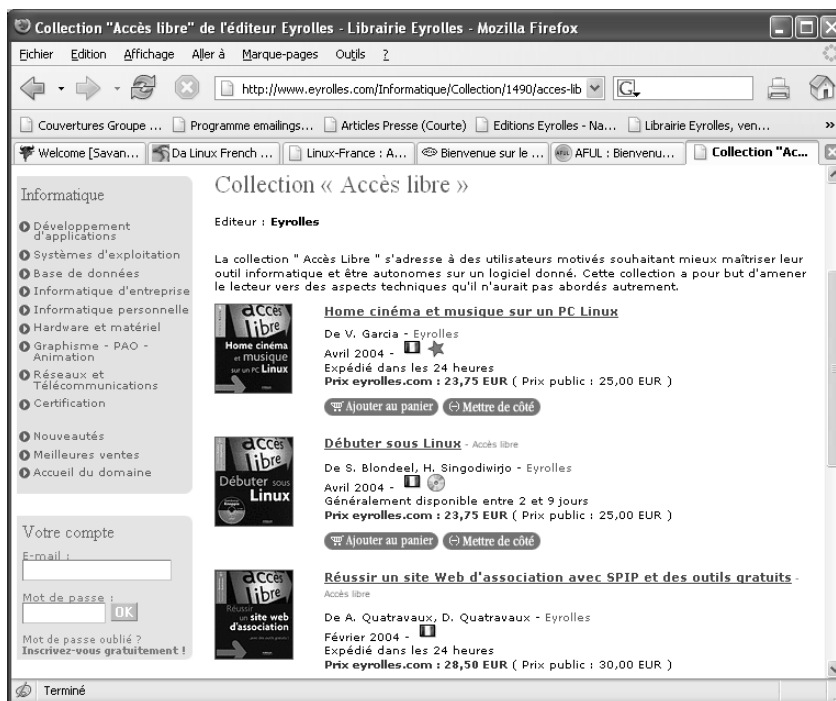 Collection "Accès libre" de l'éditeur Eyrolles - Librairie Eyrolles - Mozilla Firefox
Fichier Edition Affichage Aller à Marque-pages Outils ?
http://www.eyrolles.com/Informatique/Collection/1490/acces-lib
G
Couvertures Groupe ... Programme emailings... Articles Presse (Courte) Editions Eyrolles - Na... Librairie Eyrolles, ven... »
Welcome [Savan... Da Linux French ... Linux-France : A... Bienvenue sur le ... AFUL : Bienvenu... Collection "Ac...
Informatique
Développement
d'applications
Systèmes d'exploitation
Base de données
Informatique d'entreprise
Informatique personnelle
Hardware et matériel
Graphisme - PAO -
Animation
Réseaux et
Télécommunications
Certification
Nouveautés
Meilleures ventes
Accueil du domaine
Votre compte
E-mail :
Mot de passe :
OK
Mot de passe oublié ?
Inscrivez-vous gratuitement !
Collection « Accès libre »
Editeur : Eyrolles
La collection " Accès Libre " s'adresse à des utilisateurs motivés souhaitant mieux maîtriser leur
outil informatique et être autonomes sur un logiciel donné. Cette collection a pour but d'amener
le lecteur vers des aspects techniques qu'il n'aurait pas abordés autrement.
accès
libre
Home cinéma
et musique
sur un PC Linux
Home cinéma et musique sur un PC Linux
De V. Garcia - Eyrolles
Avril 2004 -
Expédié dans les 24 heures
Prix eyrolles.com : 23,75 EUR ( Prix public : 25,00 EUR )
Ajouter au panier Mettre de côté
accès
libre
Débuter sous
Linux
Débuter sous Linux - Accès libre
De S. Blondeel, H. Singodiwirjo - Eyrolles
Avril 2004 -
Généralement disponible entre 2 et 9 jours
Prix eyrolles.com : 23,75 EUR ( Prix public : 25,00 EUR )
Ajouter au panier Mettre de côté
accès
libre
Réussir
un site web
d'association
Réussir un site Web d'association avec SPIP et des outils gratuits -
Accès libre
De A. Quatravaux, D. Quatravaux - Eyrolles
Février 2004 -
Expédié dans les 24 heures
Prix eyrolles.com : 28,50 EUR ( Prix public : 30,00 EUR )
Terminé